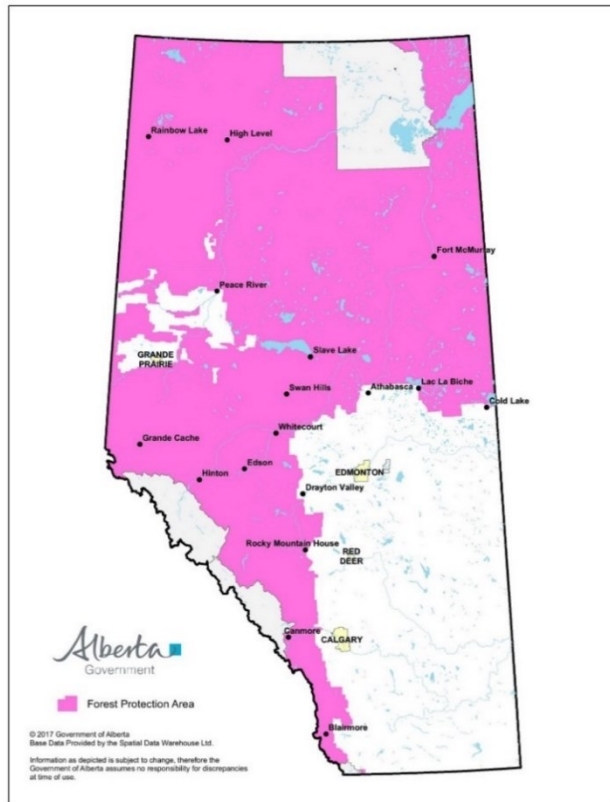 Rainbow Lake
High Level
Fort McMurray
Peace River
GRANDE
PRAIRIE
Slave Lake
Swan Hills
Athabasca
Lac La Biche
Cold Lake
Whitecourt
Grande Cache
Edson
Hinton
EDMONTON
Drayton Valley
Rocky Mountain House
RED
DEER
Canmore
CALGARY
Blairmore
Alberta
Government
Forest Protection Area
© 2017 Government of Alberta
Base Data Provided by the Spatial Data Warehouse Ltd.
Information as depicted is subject to change, therefore the
Government of Alberta assumes no responsibility for discrepancies
at time of use.